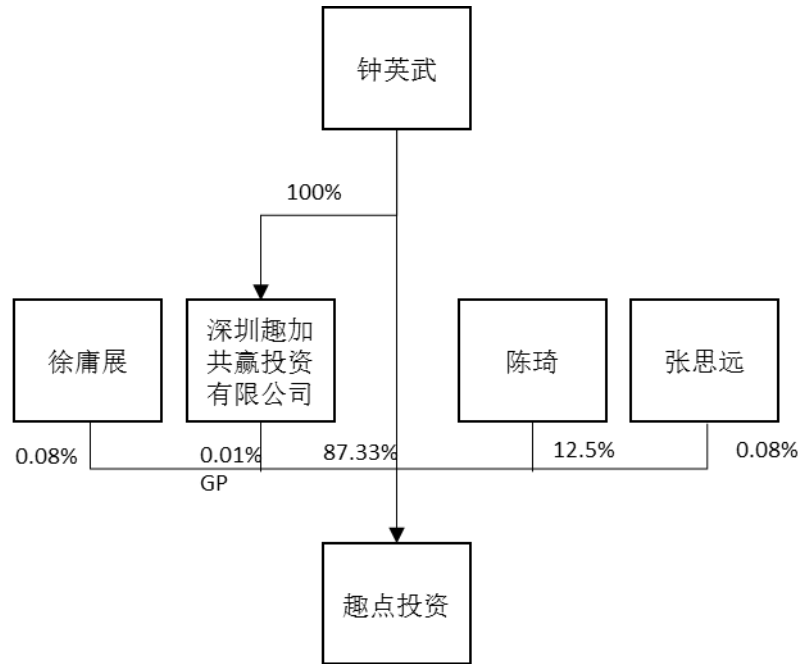 钟英武
100%
徐庸展
深圳趣加
共赢投资
有限公司
陈琦
张思远
0.08%
0.01%
GP
87.33%
12.5%
0.08%
趣点投资